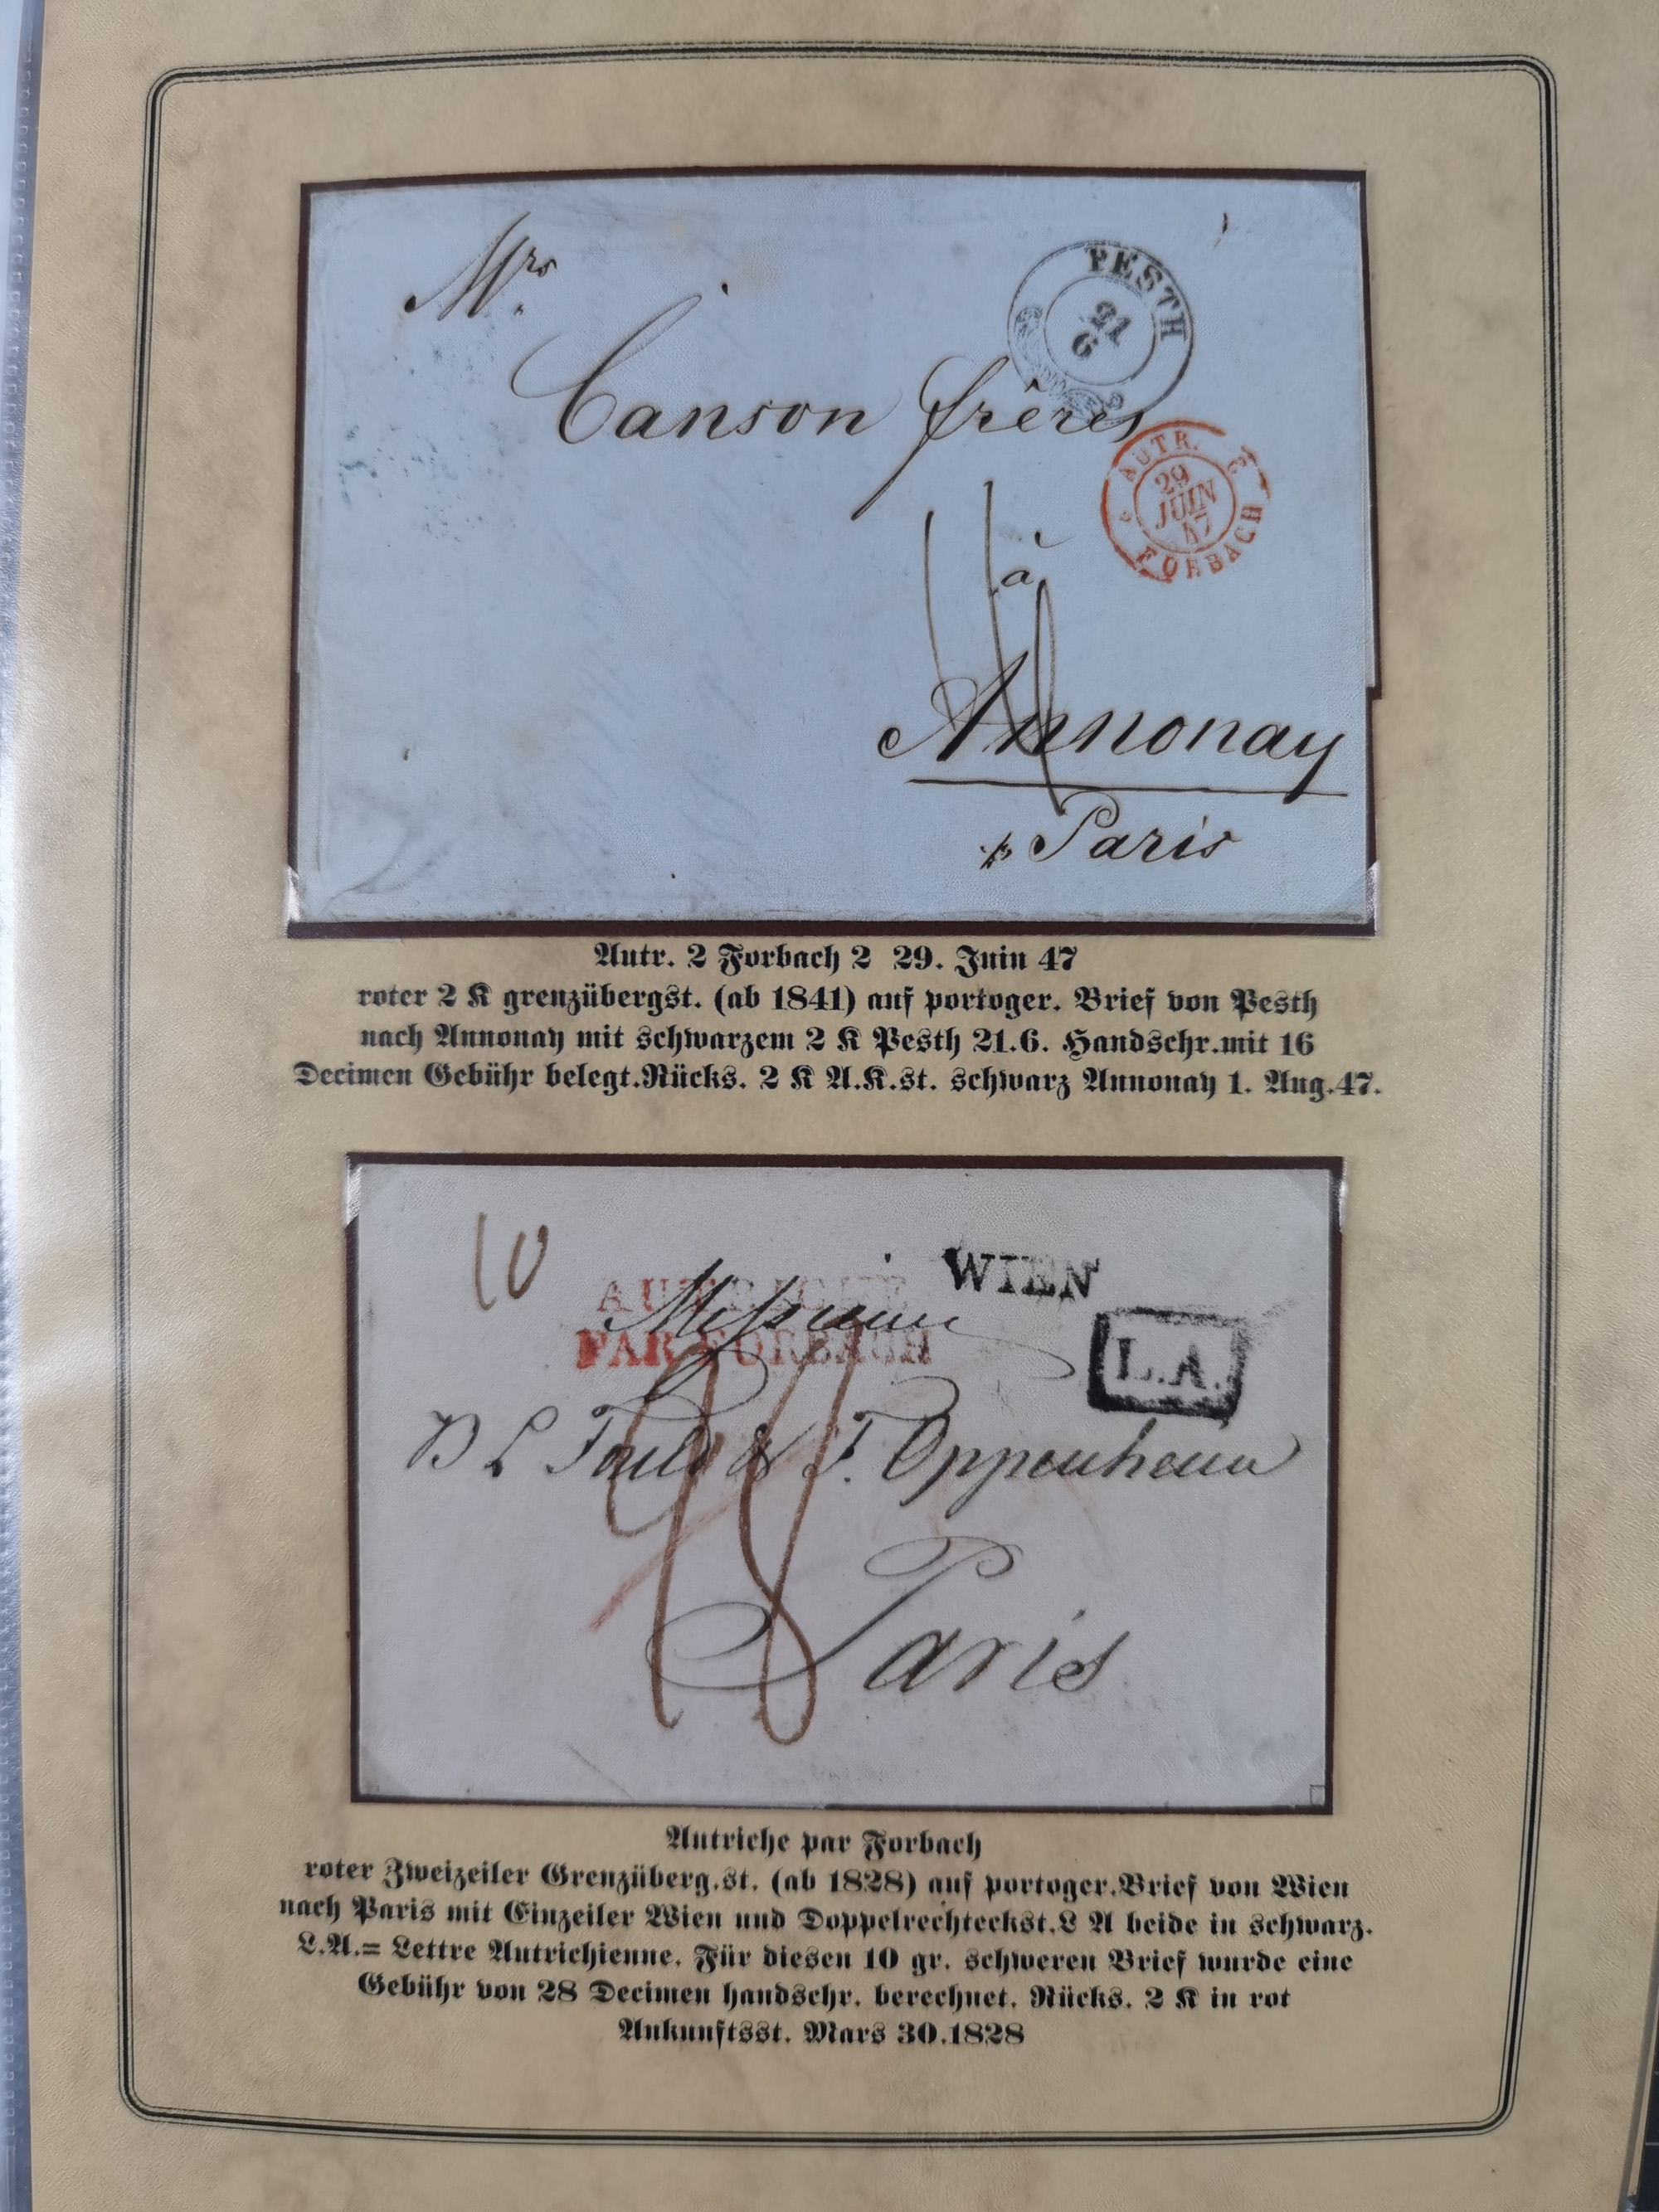 Mrs.
PESTH
21
6
Canson frères
AUTR.
2
29
JUIN
47
FORBACH
à
Annonay
p Paris
Autr. 2 Forbach 2 29. Juin 47
roter 2 K grenzübergst. (ab 1841) auf portoger. Brief von Pesth
nach Annonay mit schwarzem 2 K Pesth 21.6. Handschr.mit 16
Decimen Gebühr belegt.Rücks. 2 K A.K.st. schwarz Annonay 1. Aug.47.
10
WIEN
AUTRICHE
PAR FORBACH
Messieurs
L.A.
B L Fould & F. Oppenheim
28
Paris
Autriche par Forbach
roter Zweizeiler Grenzüberg.st. (ab 1828) auf portoger.Brief von Wien
nach Paris mit Einzeiler Wien und Doppelrechteckst.L A beide in schwarz.
L.A.= Lettre Autrichienne. Für diesen 10 gr. schweren Brief wurde eine
Gebühr von 28 Decimen handschr. berechnet. Rücks. 2 K in rot
Ankunftsst. Mars 30.1828